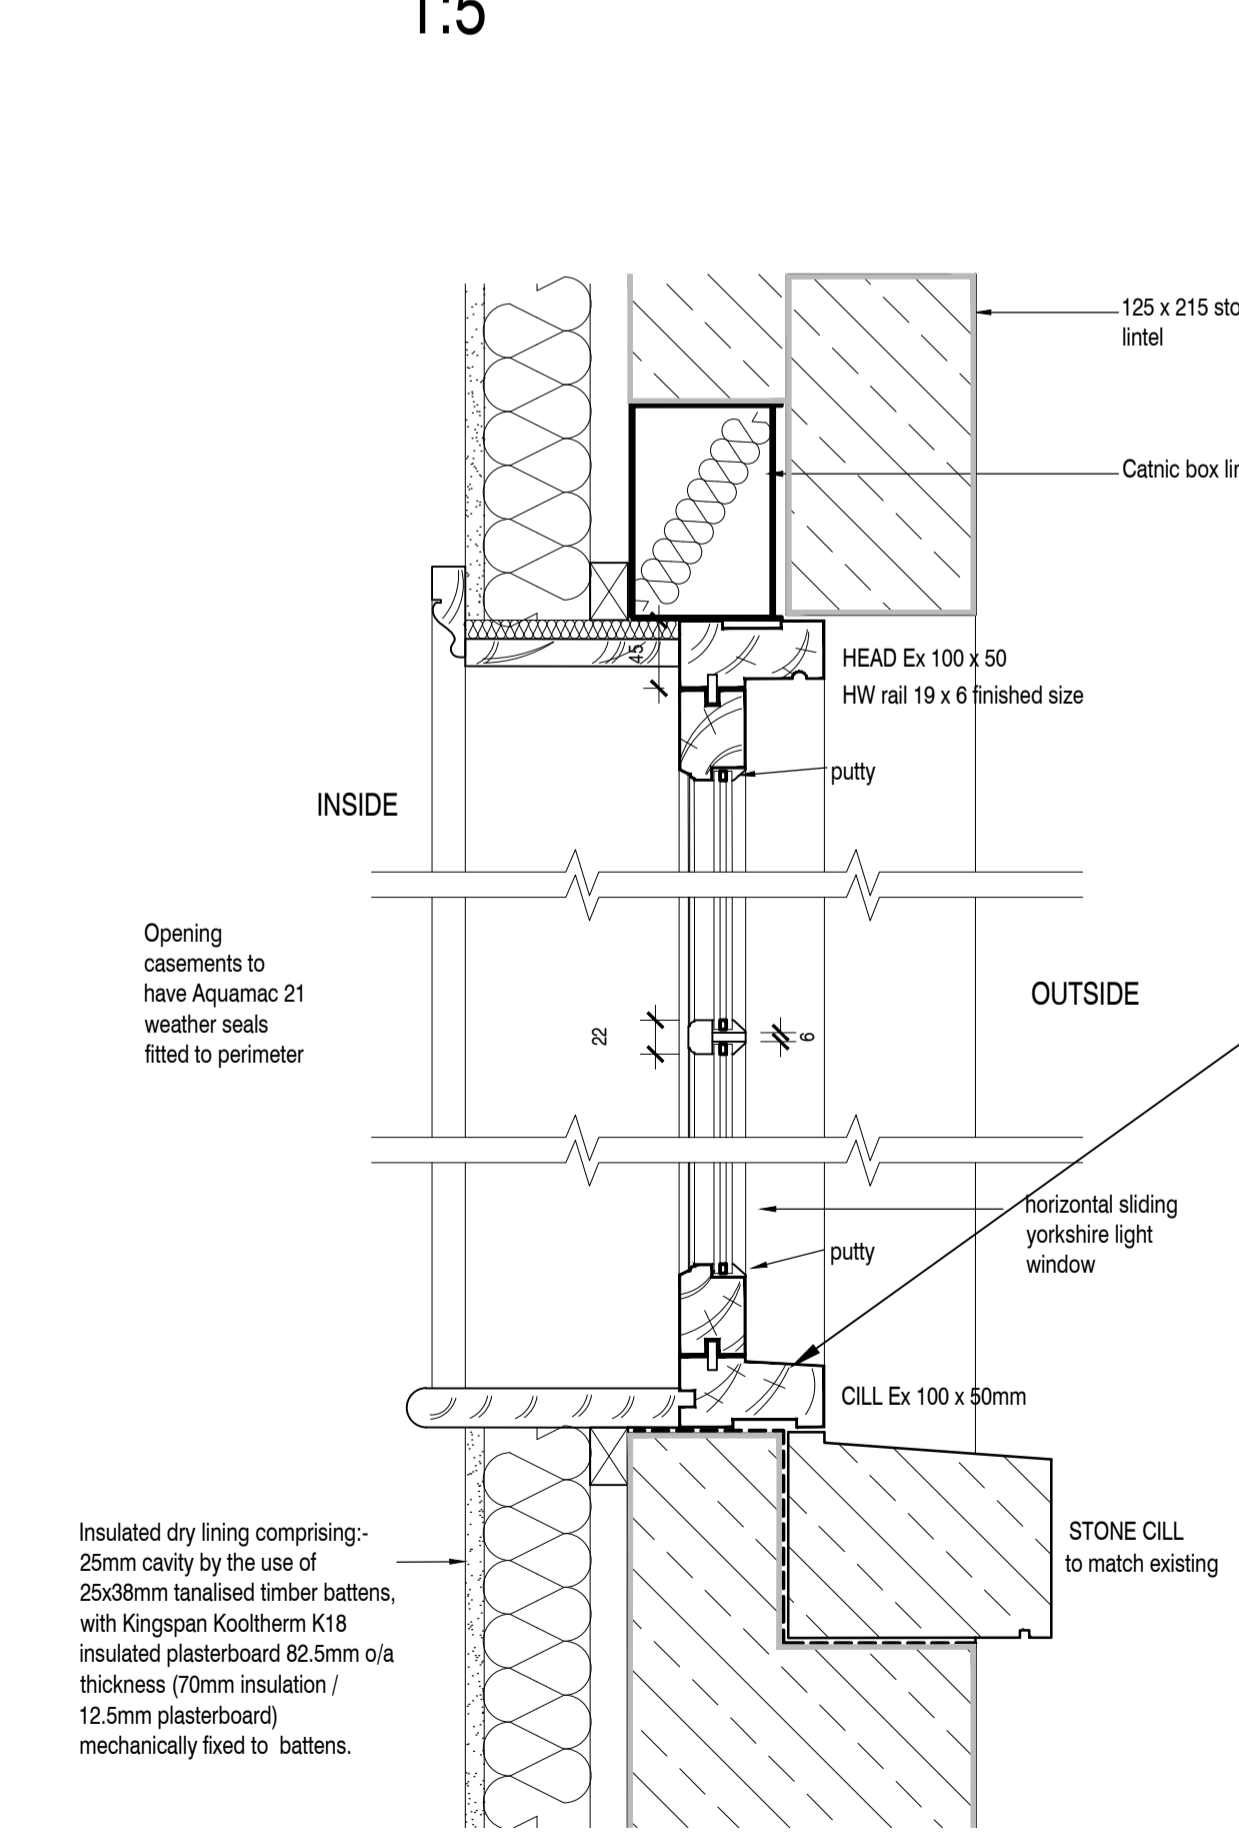 1:5
125 x 215
lintel
Catnic box
45
HEAD Ex 100 x 50
HW rail 19 x 6 finished size
putty
INSIDE
Opening
casements to
have Aquamac 21
weather seals
fitted to perimeter
OUTSIDE
22
6
horizontal sliding
yorkshire light
window
putty
CILL Ex 100 x 50mm
STONE CILL
to match existing
Insulated dry lining comprising:-
25mm cavity by the use of
25x38mm tanalised timber battens,
with Kingspan Kooltherm K18
insulated plasterboard 82.5mm o/a
thickness (70mm insulation /
12.5mm plasterboard)
mechanically fixed to battens.